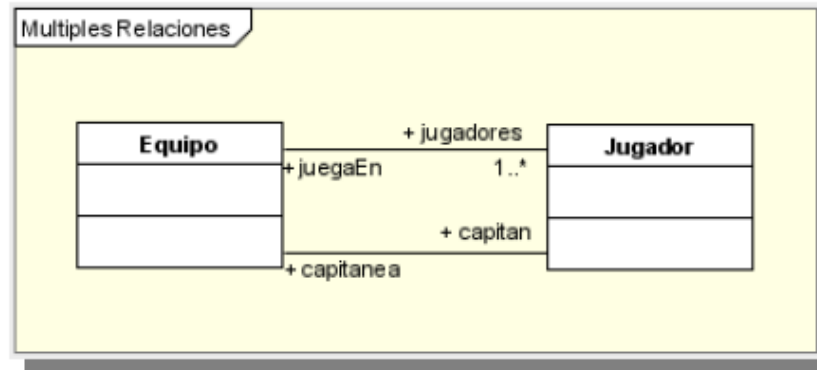 Multiples Relaciones
Equipo
+ jugadores
Jugador
+ juegaEn
1..*
+ capitan
+ capitanea